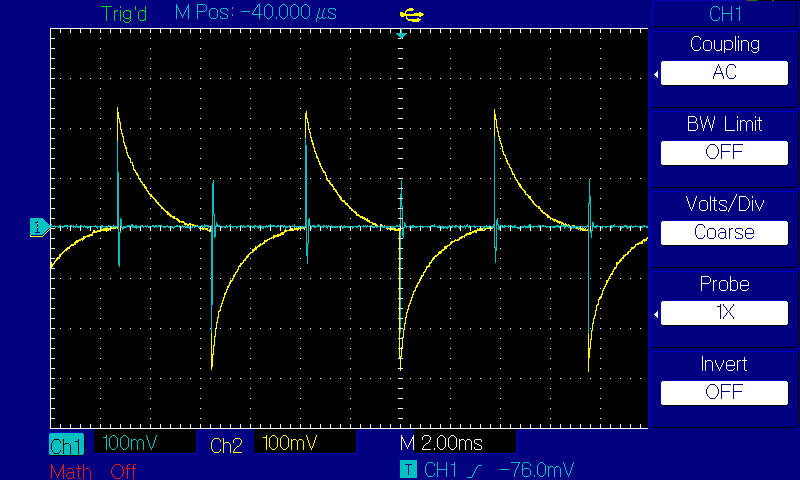 Trig'd M Pos: -40.000 μs CH1
Coupling
AC
BW Limit
OFF
Volts/Div
Coarse
Probe
1X
Invert
OFF
1
Ch1 100mV Ch2 100mV M 2.00ms
Math Off T CH1 -76.0mV